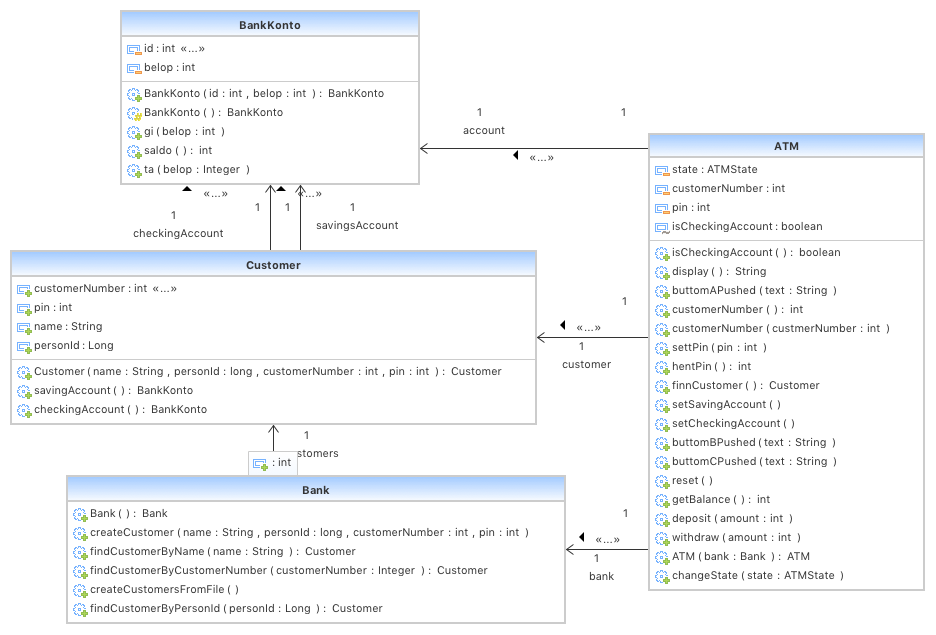 BankKonto
id : int «...»
belop : int
BankKonto ( id : int , belop : int ) : BankKonto
BankKonto ( ) : BankKonto
gi ( belop : int )
saldo ( ) : int
ta ( belop : Integer )
1
account
1
«...»
«...»
1
checkingAccount
1
«...»
1
1
savingsAccount
ATM
state : ATMState
customerNumber : int
pin : int
isCheckingAccount : boolean
isCheckingAccount ( ) : boolean
display ( ) : String
buttomAPushed ( text : String )
customerNumber ( ) : int
customerNumber ( custmerNumber : int )
settPin ( pin : int )
hentPin ( ) : int
finnCustomer ( ) : Customer
setSavingAccount ( )
setCheckingAccount ( )
buttomBPushed ( text : String )
buttomCPushed ( text : String )
reset ( )
getBalance ( ) : int
deposit ( amount : int )
withdraw ( amount : int )
ATM ( bank : Bank ) : ATM
changeState ( state : ATMState )
Customer
customerNumber : int «...»
pin : int
name : String
personId : Long
Customer ( name : String , personId : long , customerNumber : int , pin : int ) : Customer
savingAccount ( ) : BankKonto
checkingAccount ( ) : BankKonto
1
«...»
1
customer
1
stomers
: int
Bank
Bank ( ) : Bank
createCustomer ( name : String , personId : long , customerNumber : int , pin : int )
findCustomerByName ( name : String ) : Customer
findCustomerByCustomerNumber ( customerNumber : Integer ) : Customer
createCustomersFromFile ( )
findCustomerByPersonId ( personId : Long ) : Customer
1
«...»
1
bank